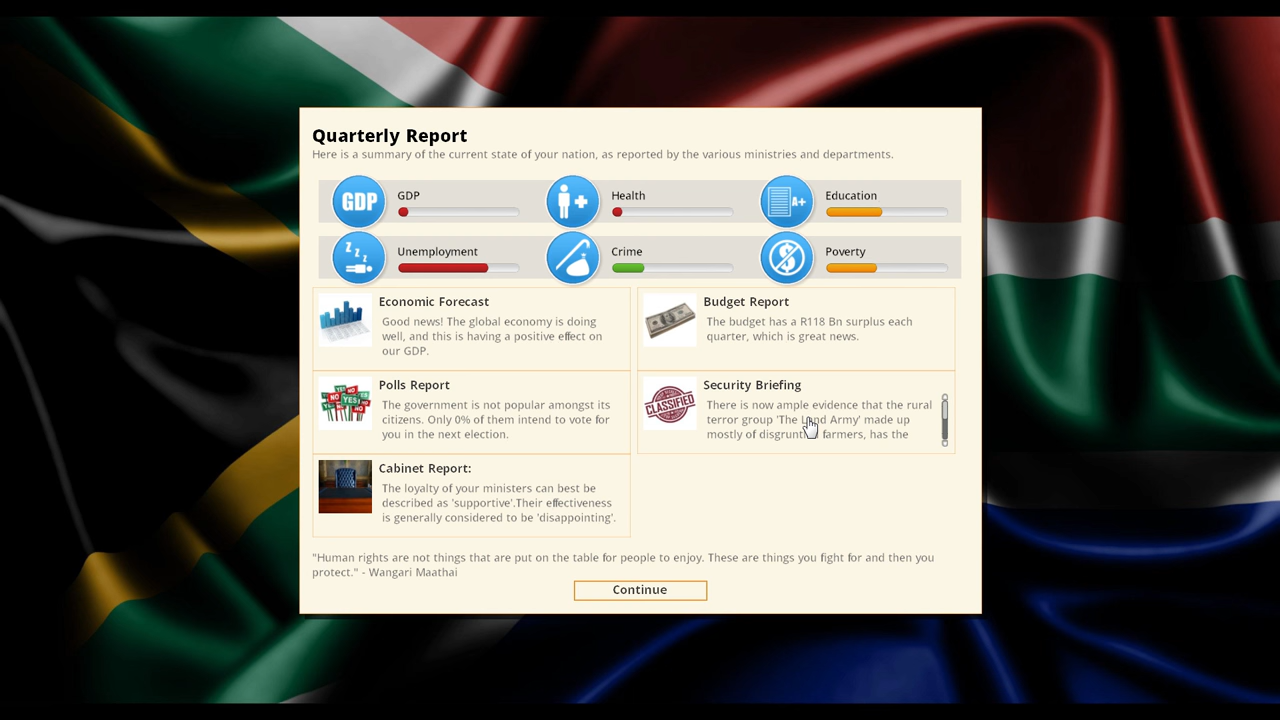 Quarterly Report
Here is a summary of the current state of your nation, as reported by the various ministries and departments.
GDP
GDP
Health
A+
Education
Z Z Z
Unemployment
Crime
$
Poverty
Economic Forecast
Good news! The global economy is doing
well, and this is having a positive effect on
our GDP.
Budget Report
The budget has a R118 Bn surplus each
quarter, which is great news.
YES! NO YES! NO NO
Polls Report
The government is not popular amongst its
citizens. Only 0% of them intend to vote for
you in the next election.
CLASSIFIED
Security Briefing
There is now ample evidence that the rural
terror group 'The Land Army' made up
mostly of disgruntled farmers, has the
Cabinet Report:
The loyalty of your ministers can best be
described as 'supportive'.Their effectiveness
is generally considered to be 'disappointing'.
"Human rights are not things that are put on the table for people to enjoy. These are things you fight for and then you
protect." - Wangari Maathai
Continue